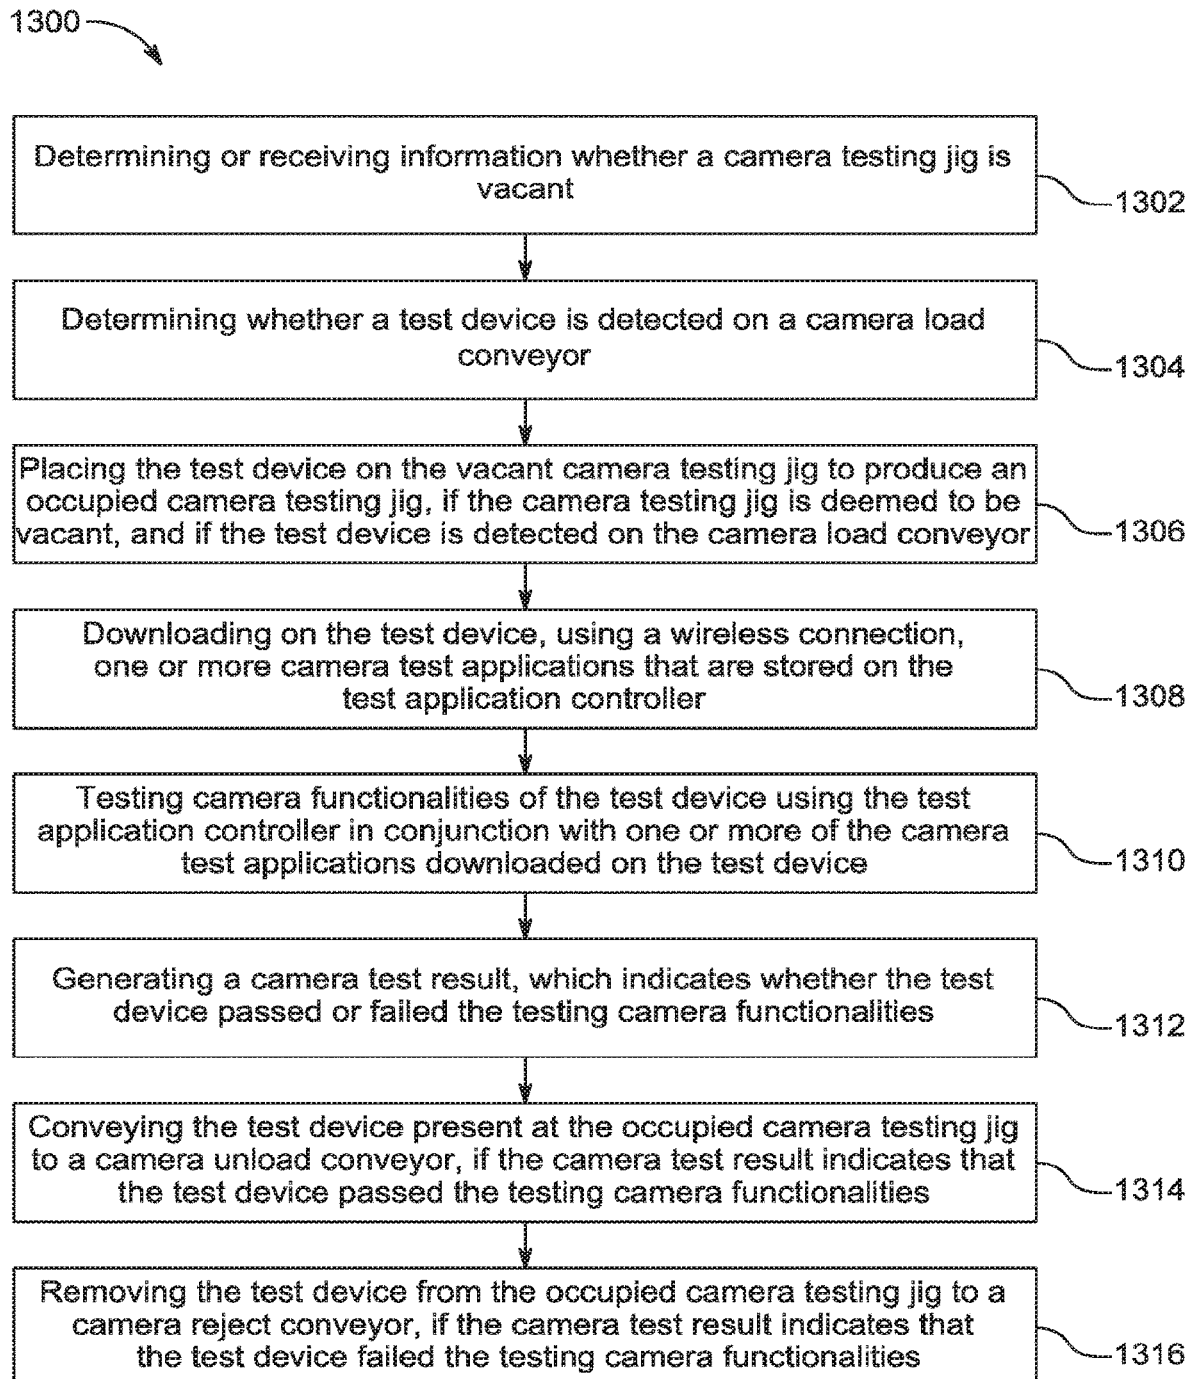 1300
Determining or receiving information whether a camera testing jig is
vacant
1302
Determining whether a test device is detected on a camera load
conveyor
1304
Placing the test device on the vacant camera testing jig to produce an
occupied camera testing jig, if the camera testing jig is deemed to be
vacant, and if the test device is detected on the camera load conveyor
1306
Downloading on the test device, using a wireless connection,
one or more camera test applications that are stored on the
test application controller
1308
Testing camera functionalities of the test device using the test
application controller in conjunction with one or more of the camera
test applications downloaded on the test device
1310
Generating a camera test result, which indicates whether the test
device passed or failed the testing camera functionalities
1312
Conveying the test device present at the occupied camera testing jig
to a camera unload conveyor, if the camera test result indicates that
the test device passed the testing camera functionalities
1314
Removing the test device from the occupied camera testing jig to a
camera reject conveyor, if the camera test result indicates that
the test device failed the testing camera functionalities
1316